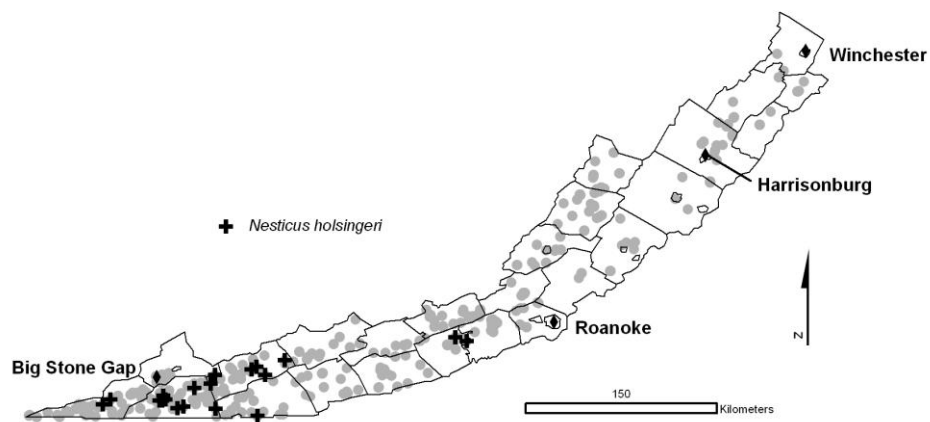 Winchester
Harrisonburg
Nesticus holsingeri
Roanoke
N
Big Stone Gap
150
Kilometers